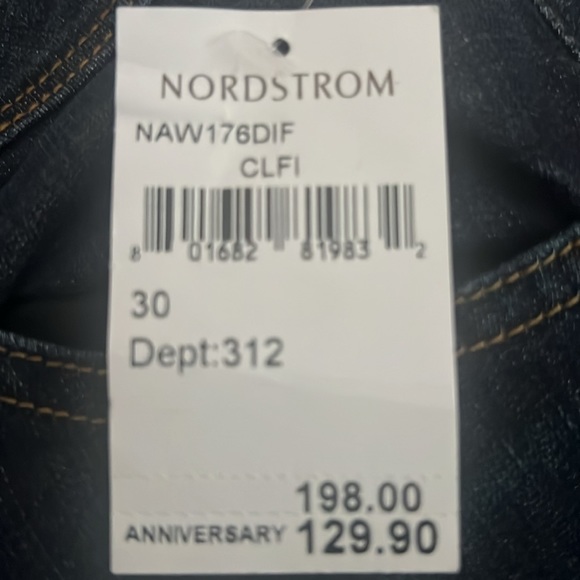 NORDSTROM
NAW176DIF
CLFI
8 01682 81983 2
30
Dept:312
198.00
ANNIVERSARY 129.90